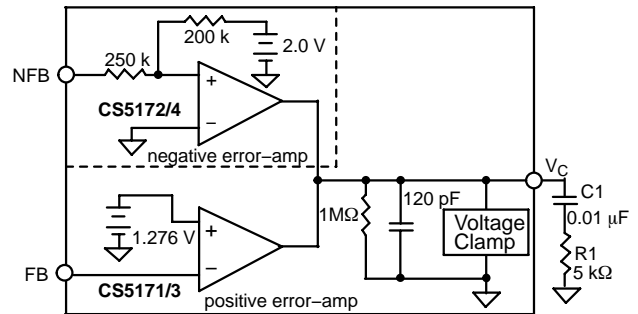 200 k
2.0 V
250 k
NFB
+
CS5172/4
−
negative error−amp
VC
C1
120 pF
0.01 μF
1MΩ
Voltage
Clamp
+
1.276 V
R1
−
5 kΩ
FB
CS5171/3
positive error−amp